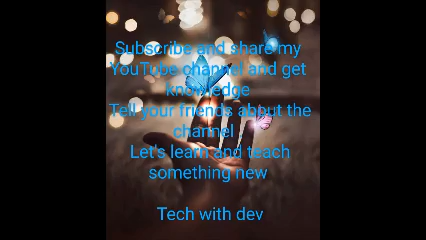 Subscribe and share my
YouTube channel and get
knowledge
Tell your friends about the
channel
Let's learn and teach
something new
Tech with dev